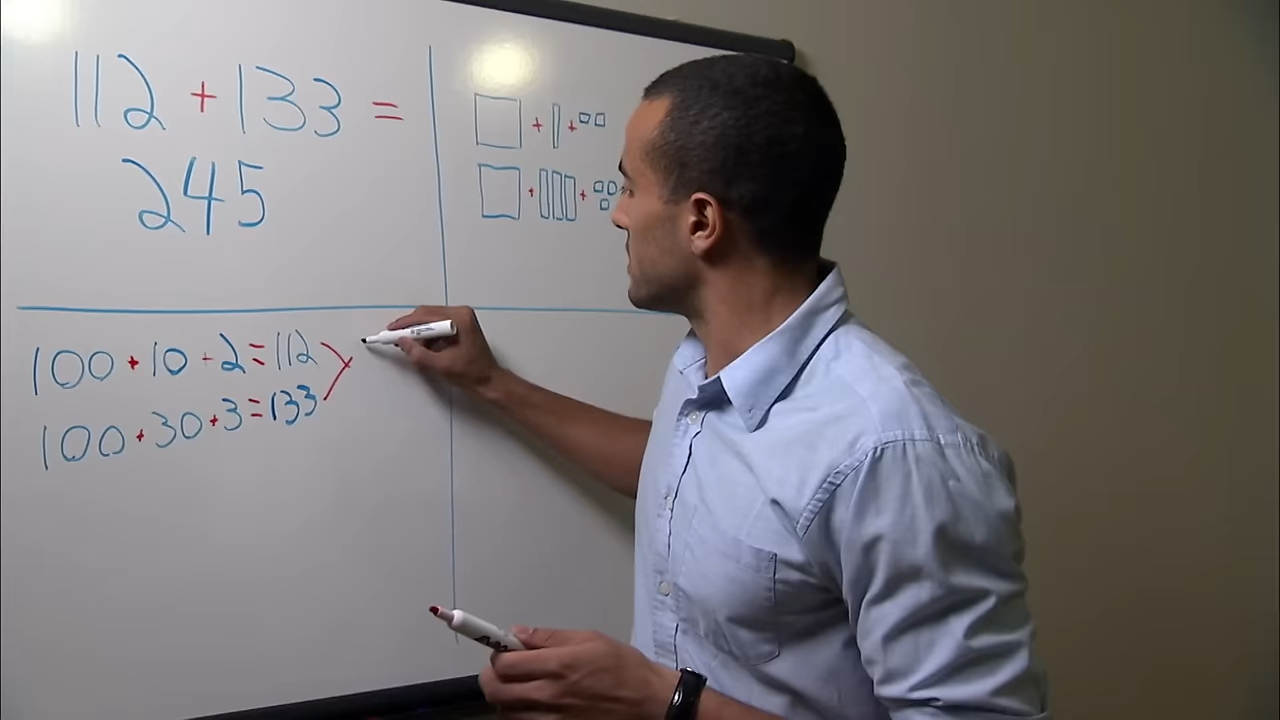 112 + 133 =
245
100 + 10 + 2 = 112
100 + 30 + 3 = 133